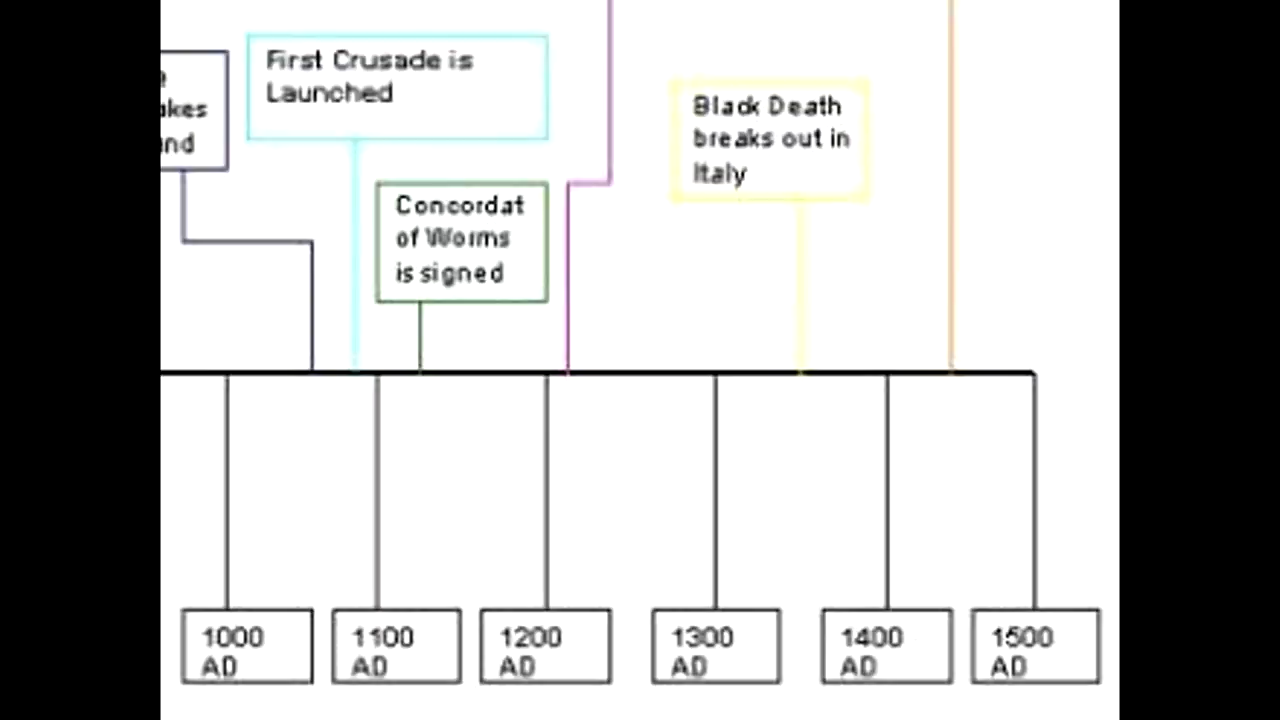 First Crusade is
Launched
Black Death
breaks out in
Italy
Concordat
of Worms
is signed
1000
AD
1100
AD
1200
AD
1300
AD
1400
AD
1500
AD